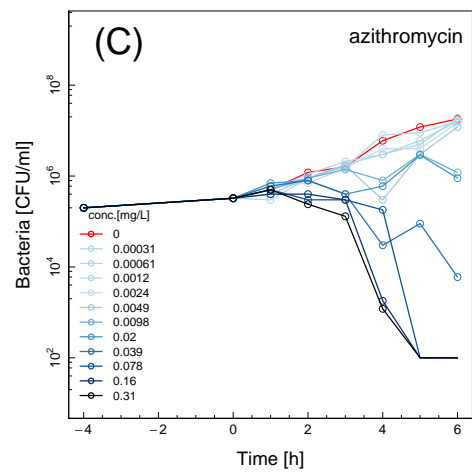 (C)
azithromycin
Bacteria [CFU/ml]
10^8
10^6
10^4
10^2
conc.[mg/L]
0
0.00031
0.00061
0.0012
0.0024
0.0049
0.0098
0.02
0.039
0.078
0.16
0.31
−4 −2 0 2 4 6
Time [h]